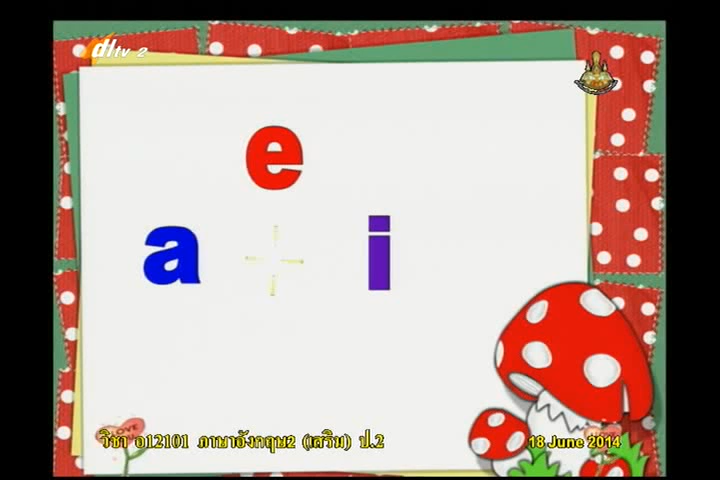 dltv 2
e
a i
LOVE
วิชา อ12101 ภาษาอังกฤษ2 (เสริม) ป.2
18 June 2014